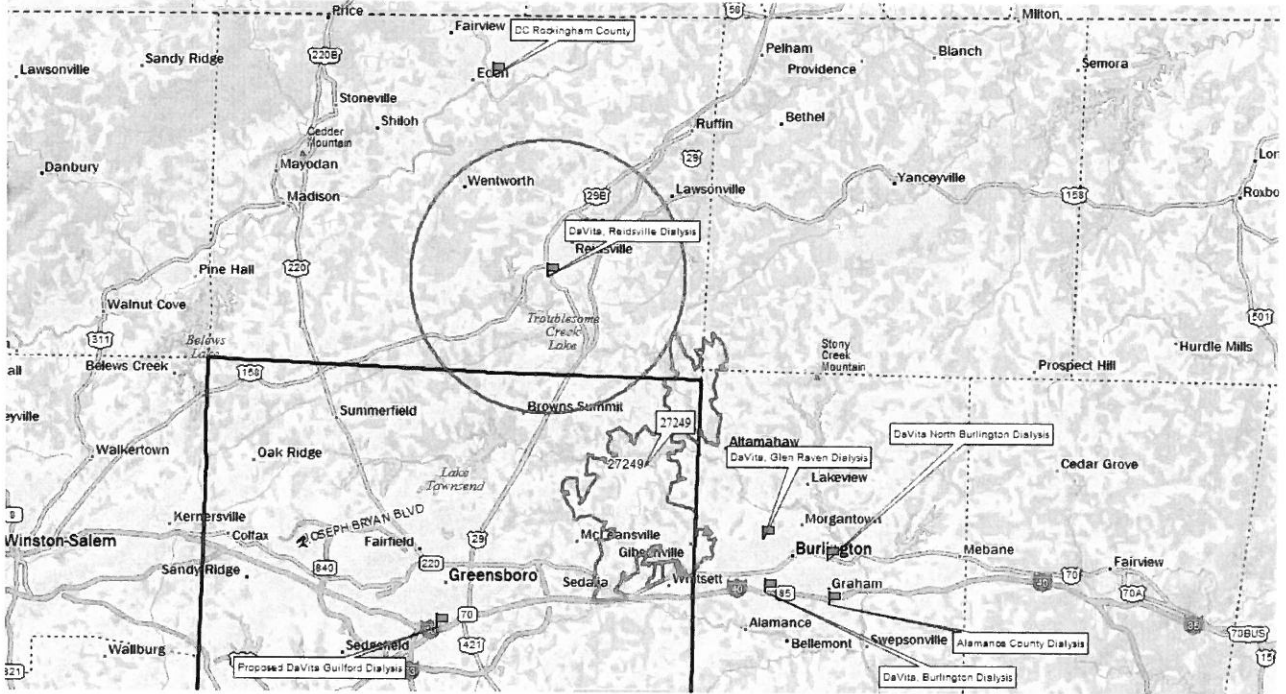 Price
58
Milton
Fairview
DC Rockingham County
Sandy Ridge
220B
Pelham
Blanch
Lawsonville
Eden
Providence
Semora
Stoneville
Shiloh
Bethel
Cedder
Mountain
Ruffin
29
Danbury
Mayodan
Wentworth
Yanceyville
Madison
29B
Lawsonville
158
Roxbo
DaVita, Reidsville Dialysis
Pine Hall
220
Walnut Cove
Troublesome
Creek
Lake
501
311
Belews
Stony
Creek
Mountain
Hurdle Mills
Belews Creek
158
Prospect Hill
Summerfield
Browns Summit
eyville
27249
DaVita North Burlington Dialysis
Walkertown
Altamahaw
Oak Ridge
27249
DaVita, Glen Raven Dialysis
Cedar Grove
Lake
Townsend
Lakeview
Kernersville
JOSEPH BRYAN BLVD
29
Morgantown
Winston-Salem
Colfax
Fairfield
McLeansville
Burlington
Mebane
Gibsonville
840
220
70
Fairview
Sandy Ridge
Greensboro
Sedalia
Whitsett
40
185
Graham
70A
70
Alamance
421
Sedgefield
Bellemont
Swepsonville
Alamance County Dialysis
70BUS
Wallburg
Proposed DaVita Guilford Dialysis
DaVita, Burlington Dialysis